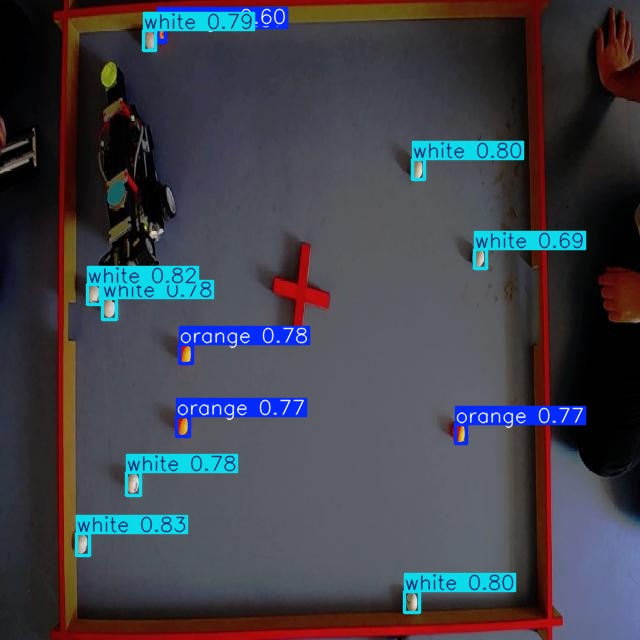 white 0.79
.60
white 0.80
white 0.69
white 0.82
white 0.78
orange 0.78
orange 0.77
orange 0.77
white 0.78
white 0.83
white 0.80